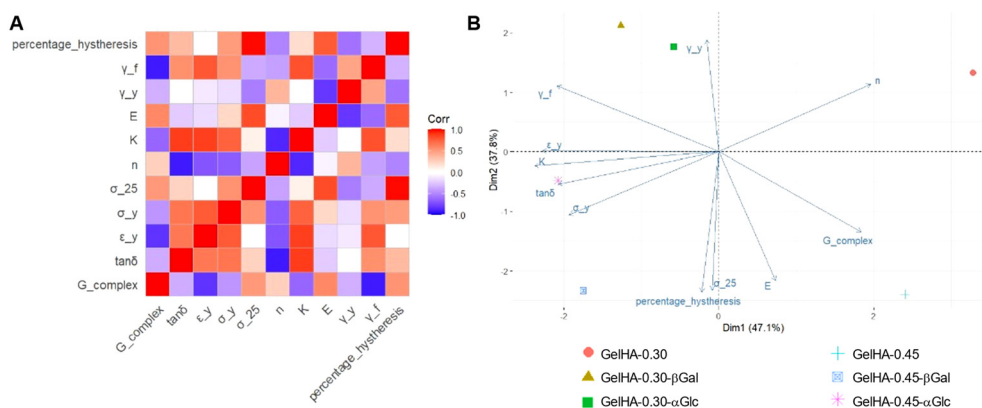 A
percentage_hystheresis
γ_f
γ_y
E
K
n
σ_25
σ_y
ε_y
tanδ
G_complex
G_complex
tanδ
ε_y
σ_y
σ_25
n
K
E
γ_y
γ_f
percentage_hystheresis
Corr
1.0
0.5
0.0
-0.5
-1.0
B
Dim2 (37.8%)
2
1
0
-1
-2
γ_y
γ_f
n
ε_y
K
tanδ
σ_y
G_complex
σ_25
E
percentage_hystheresis
-2
0
2
Dim1 (47.1%)
GelHA-0.30
GelHA-0.45
GelHA-0.30-βGal
GelHA-0.45-βGal
GelHA-0.30-αGlc
GelHA-0.45-αGlc